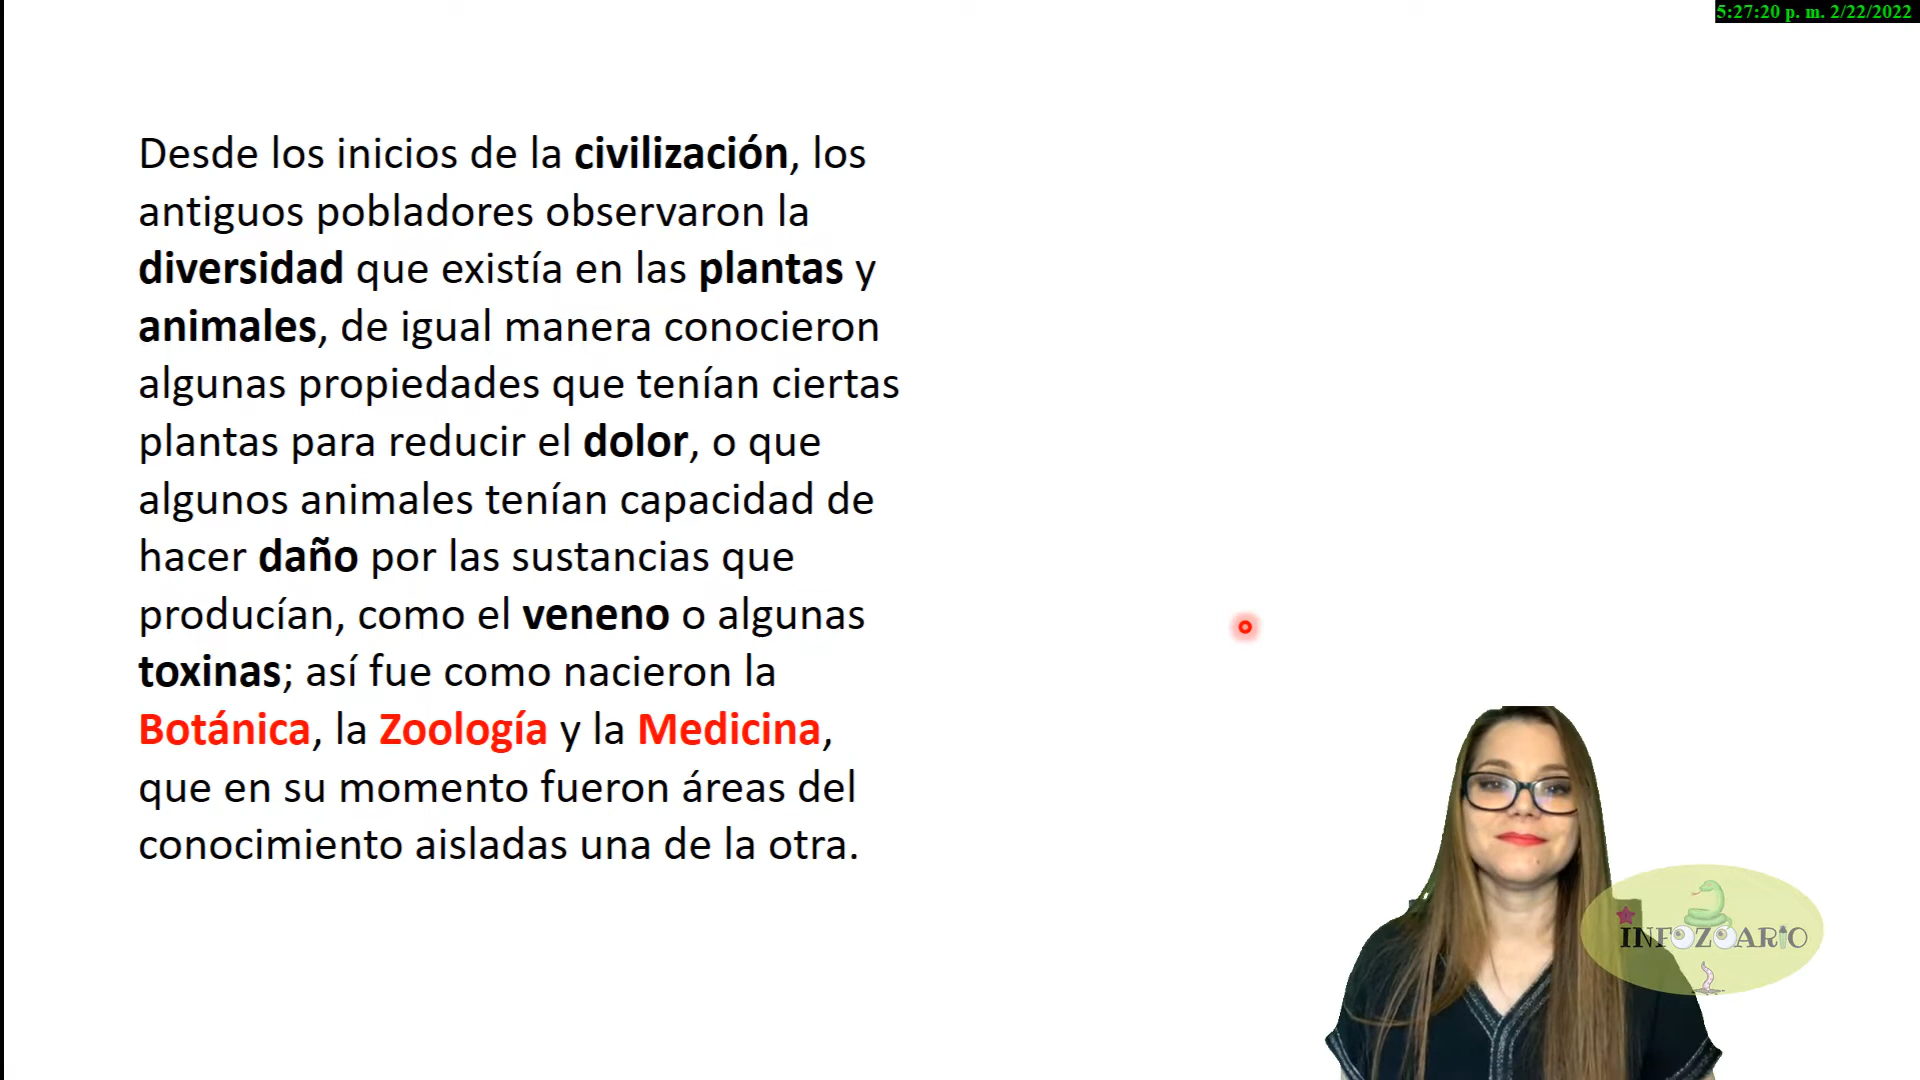 5:27:20 p. m. 2/22/2022
Desde los inicios de la civilización, los
antiguos pobladores observaron la
diversidad que existía en las plantas y
animales, de igual manera conocieron
algunas propiedades que tenían ciertas
plantas para reducir el dolor, o que
algunos animales tenían capacidad de
hacer daño por las sustancias que
producían, como el veneno o algunas
toxinas; así fue como nacieron la
Botánica, la Zoología y la Medicina,
que en su momento fueron áreas del
conocimiento aisladas una de la otra.
INFOZOARIO